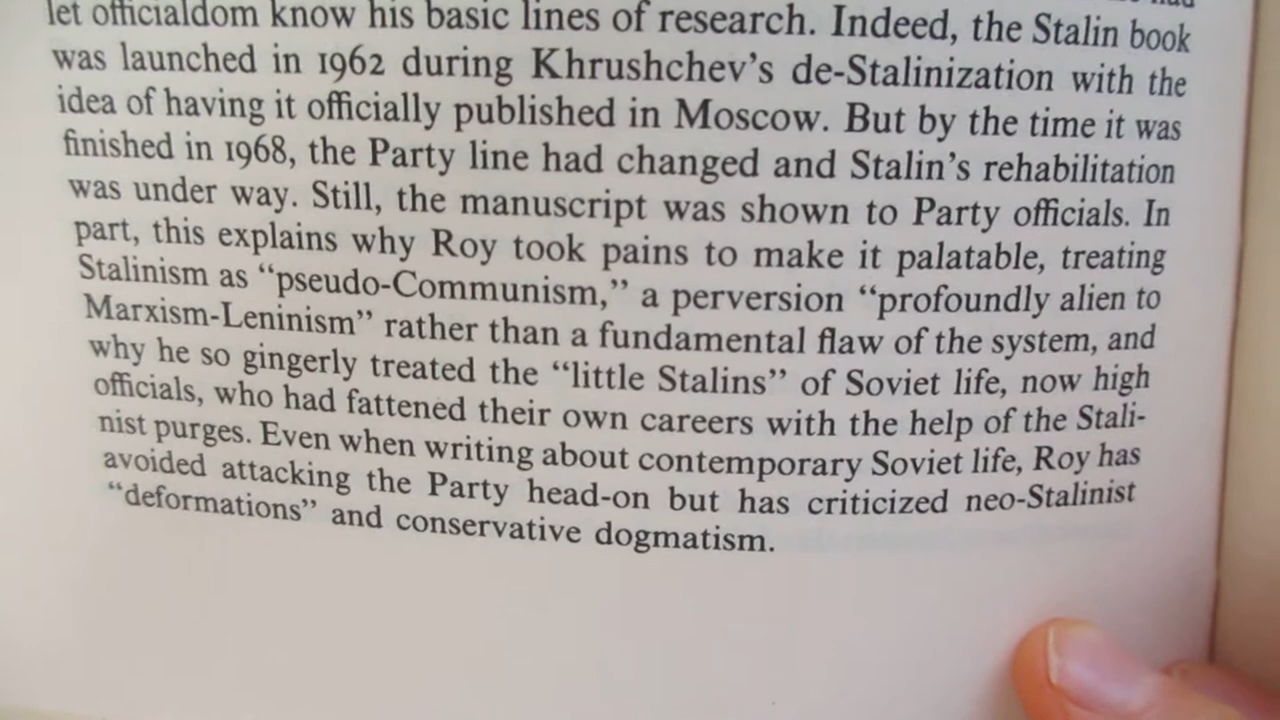 let officialdom know his basic lines of research. Indeed, the Stalin book
was launched in 1962 during Khrushchev's de-Stalinization with the
idea of having it officially published in Moscow. But by the time it was
finished in 1968, the Party line had changed and Stalin's rehabilitation
was under way. Still, the manuscript was shown to Party officials. In
part, this explains why Roy took pains to make it palatable, treating
Stalinism as “pseudo-Communism,” a perversion “profoundly alien to
Marxism-Leninism” rather than a fundamental flaw of the system, and
why he so gingerly treated the “little Stalins” of Soviet life, now high
officials, who had fattened their own careers with the help of the Stali-
nist purges. Even when writing about contemporary Soviet life, Roy has
avoided attacking the Party head-on but has criticized neo-Stalinist
“deformations” and conservative dogmatism.